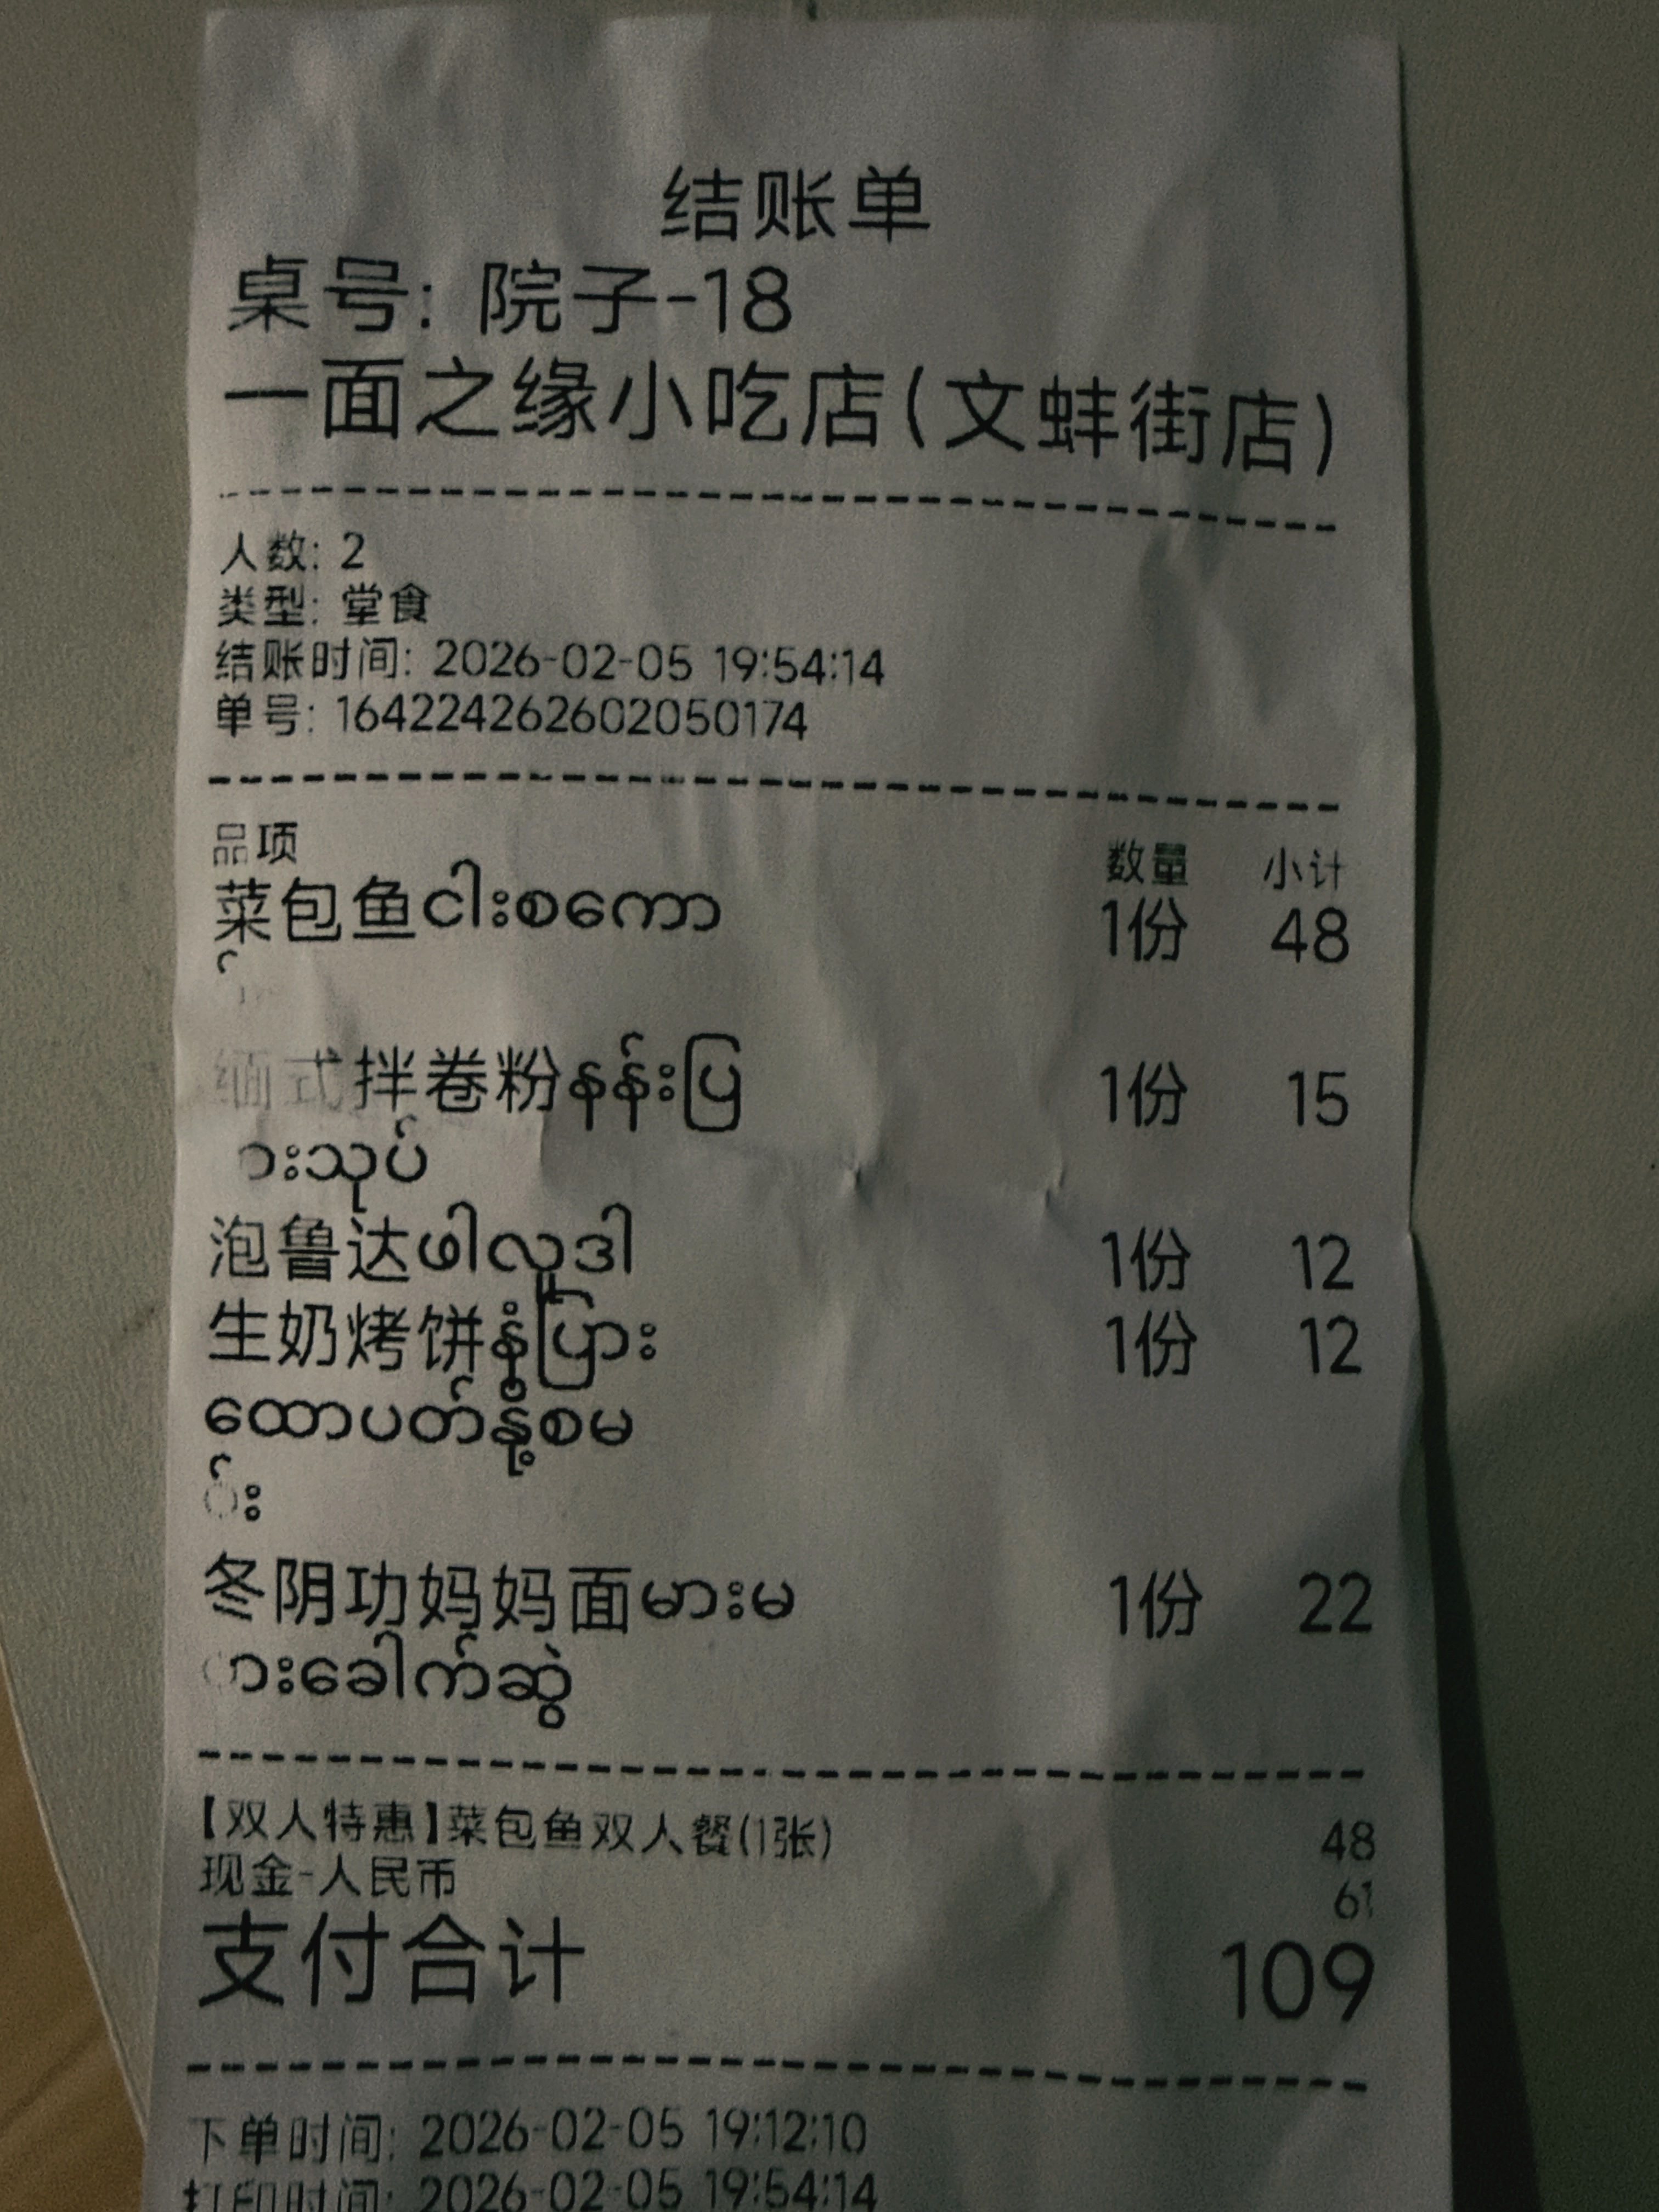 结账单
桌号: 院子-18
一面之缘小吃店(文蚌街店)
人数: 2
类型: 堂食
结账时间: 2026-02-05 19:54:14
单号: 164224262602050174
品项 数量 小计
菜包鱼ငါးစကော 1份 48
缅式拌卷粉နန်းပြ 1份 15
ားသုပ်
泡鲁达ဖါလူဒါ 1份 12
生奶烤饼နံ့ပြား 1份 12
ထောပတ်နို့စမ
်း
冬阴功妈妈面မားမ 1份 22
ားခေါက်ဆွဲ
【双人特惠】菜包鱼双人餐(1张) 48
现金-人民币 61
支付合计 109
下单时间: 2026-02-05 19:12:10
打印时间: 2026-02-05 19:54:14